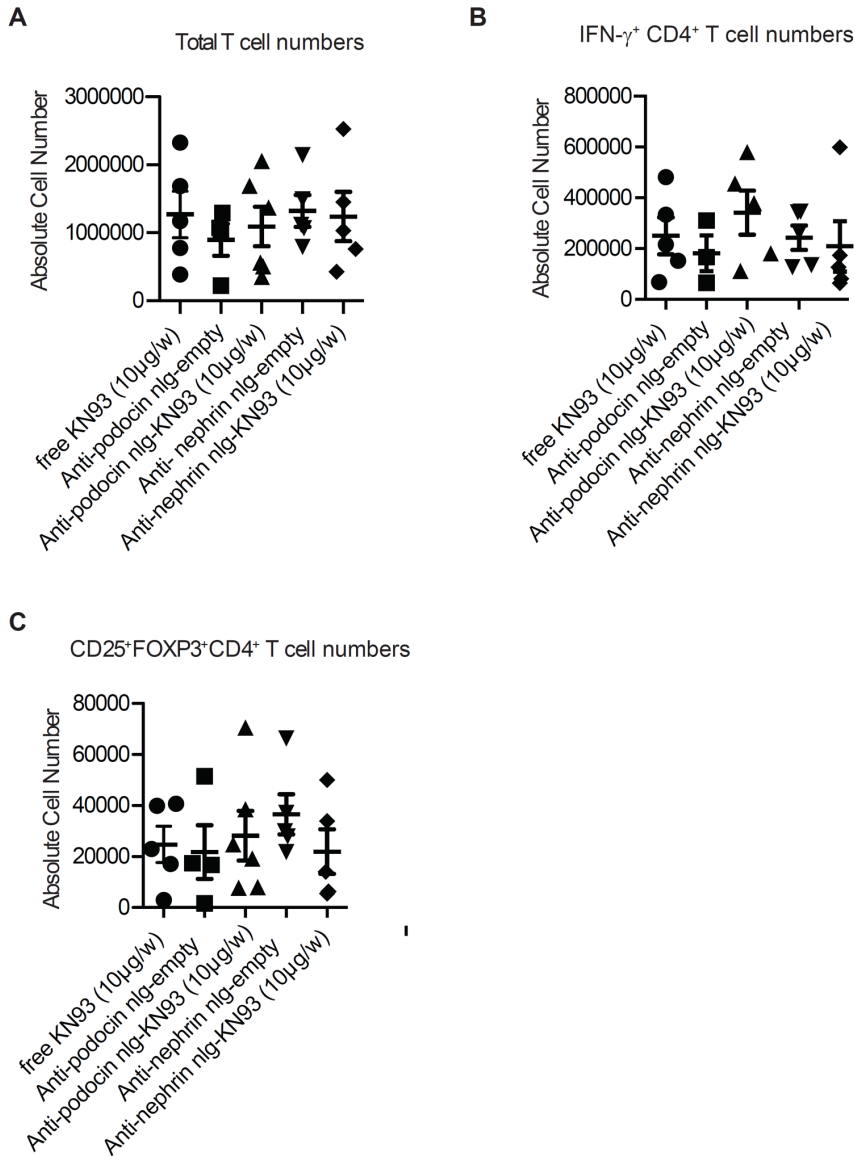 A
Total T cell numbers
Absolute Cell Number
3000000
2000000
1000000
0
free KN93 (10µg/w)
Anti-podocin nlg-empty
Anti-podocin nlg-KN93 (10µg/w)
Anti- nephrin nlg-empty
Anti-nephrin nlg-KN93 (10µg/w)
B
IFN-γ⁺ CD4⁺ T cell numbers
Absolute Cell Number
800000
600000
400000
200000
0
free KN93 (10µg/w)
Anti-podocin nlg-empty
Anti-podocin nlg-KN93 (10µg/w)
Anti-nephrin nlg-empty
Anti-nephrin nlg-KN93 (10µg/w)
C
CD25⁺FOXP3⁺CD4⁺ T cell numbers
Absolute Cell Number
80000
60000
40000
20000
0
free KN93 (10µg/w)
Anti-podocin nlg-empty
Anti-podocin nlg-KN93 (10µg/w)
Anti-nephrin nlg-empty
Anti-nephrin nlg-KN93 (10µg/w)